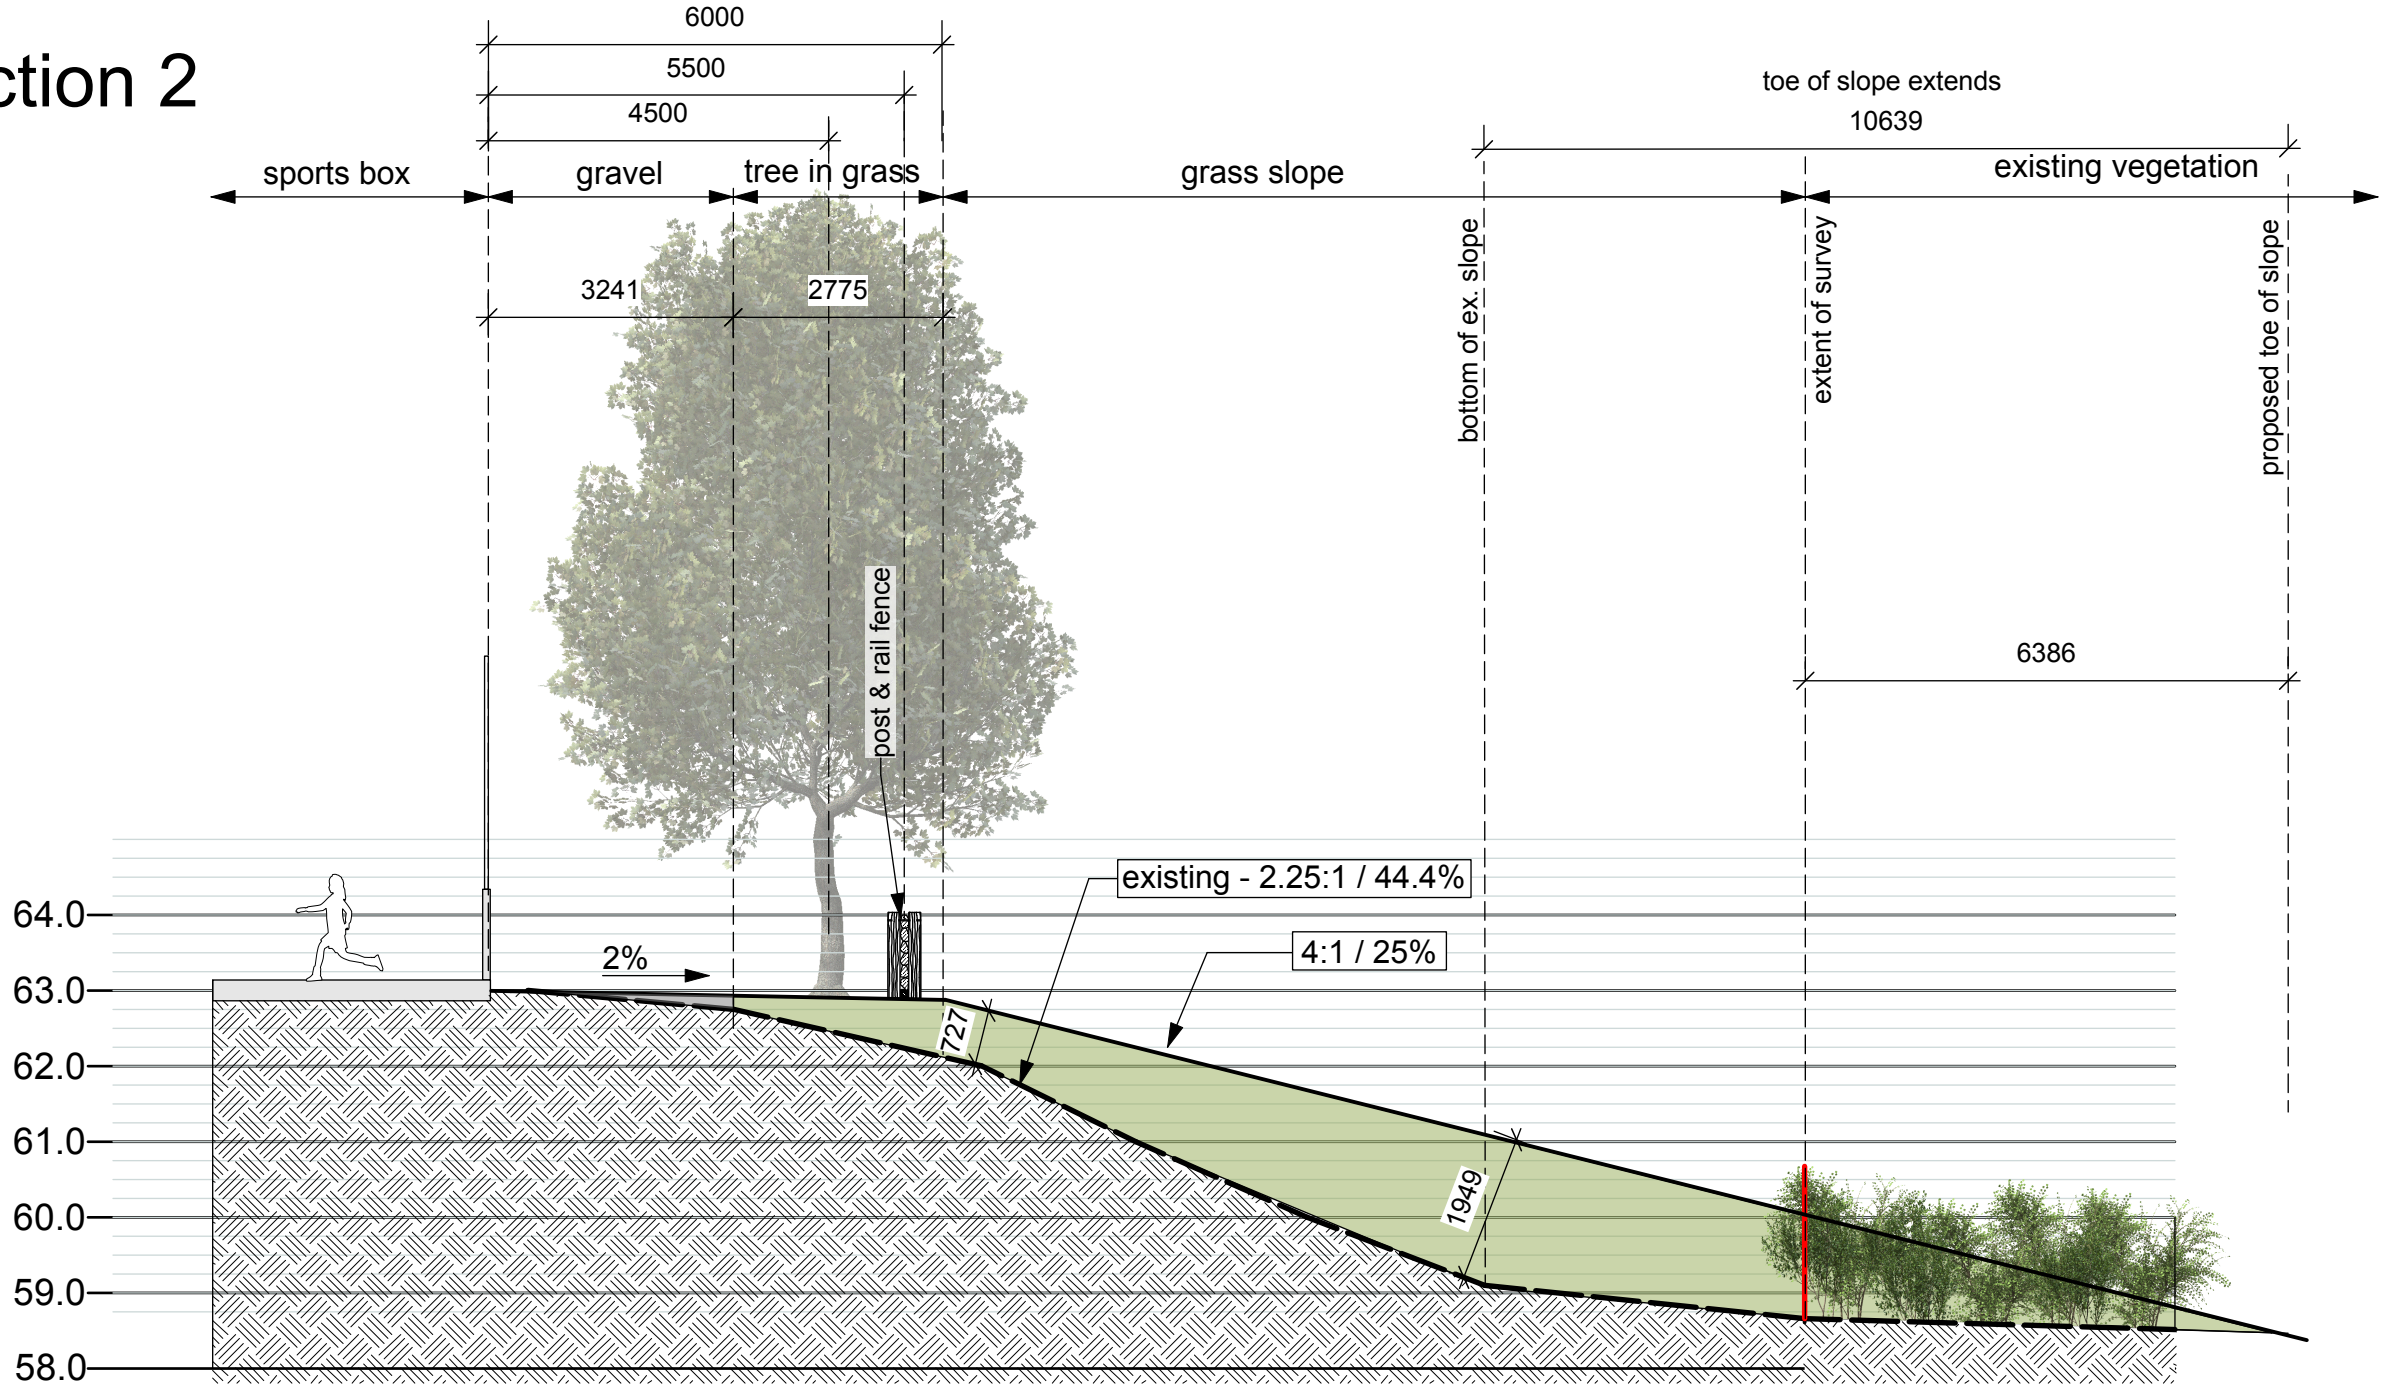 ction 2
6000
5500
4500
toe of slope extends
10639
sports box
gravel
tree in grass
grass slope
existing vegetation
3241
2775
bottom of ex. slope
extent of survey
proposed toe of slope
post & rail fence
6386
existing - 2.25:1 / 44.4%
4:1 / 25%
2%
727
1949
64.0
63.0
62.0
61.0
60.0
59.0
58.0